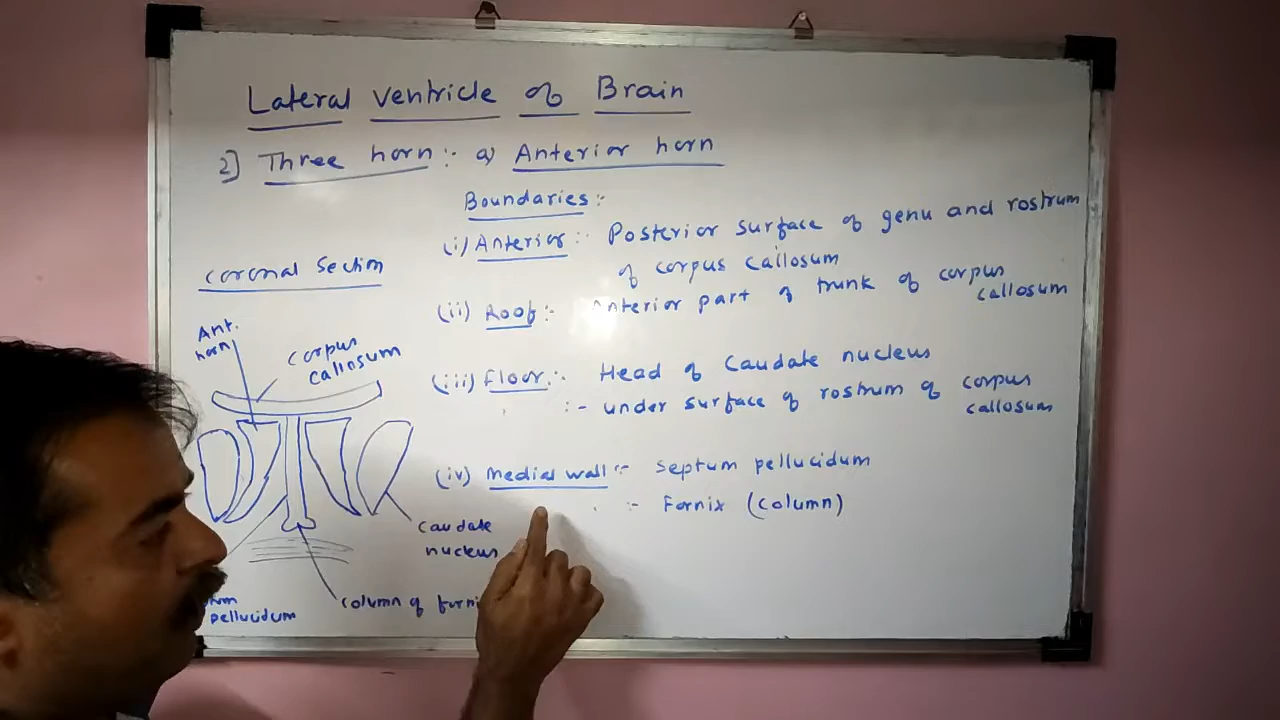 Lateral ventricle of Brain
2] Three horn :- a) Anterior horn
Boundaries :-
(i) Anterior :- Posterior surface of genu and rostrum
of corpus callosum
(ii) Roof :- Anterior part of trunk of corpus
callosum
(iii) Floor :- Head of Caudate nucleus
:- under surface of rostrum of corpus
callosum
(iv) Medial wall :- Septum pellucidum
:- Fornix (column)
coronal Section
Ant.
horn
corpus
callosum
caudate
nucleus
column of
pellucidum